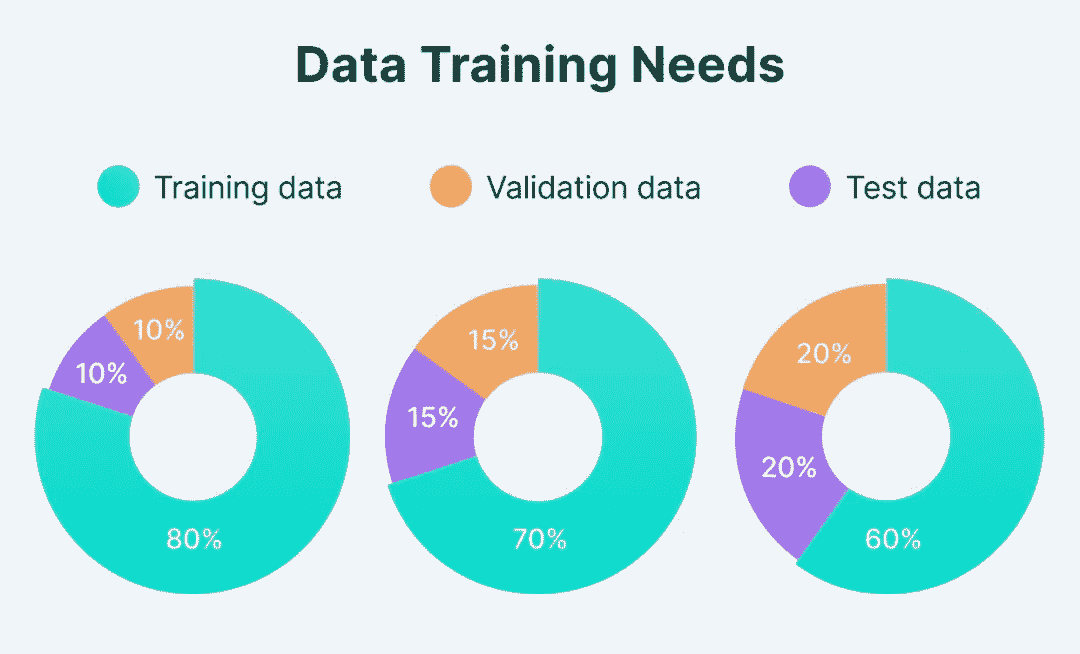 Data Training Needs
Training data
Validation data
Test data
10%
10%
80%
15%
15%
70%
20%
20%
60%